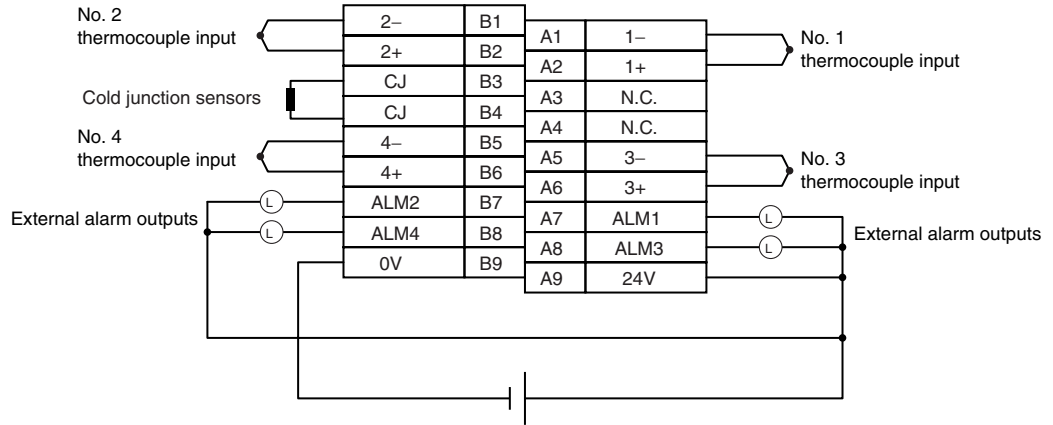 No. 2
thermocouple input
Cold junction sensors
No. 4
thermocouple input
External alarm outputs
L
L
2− B1
2+ B2
CJ B3
CJ B4
4− B5
4+ B6
ALM2 B7
ALM4 B8
0V B9
A1 1−
A2 1+
A3 N.C.
A4 N.C.
A5 3−
A6 3+
A7 ALM1
A8 ALM3
A9 24V
No. 1
thermocouple input
No. 3
thermocouple input
L
L
External alarm outputs